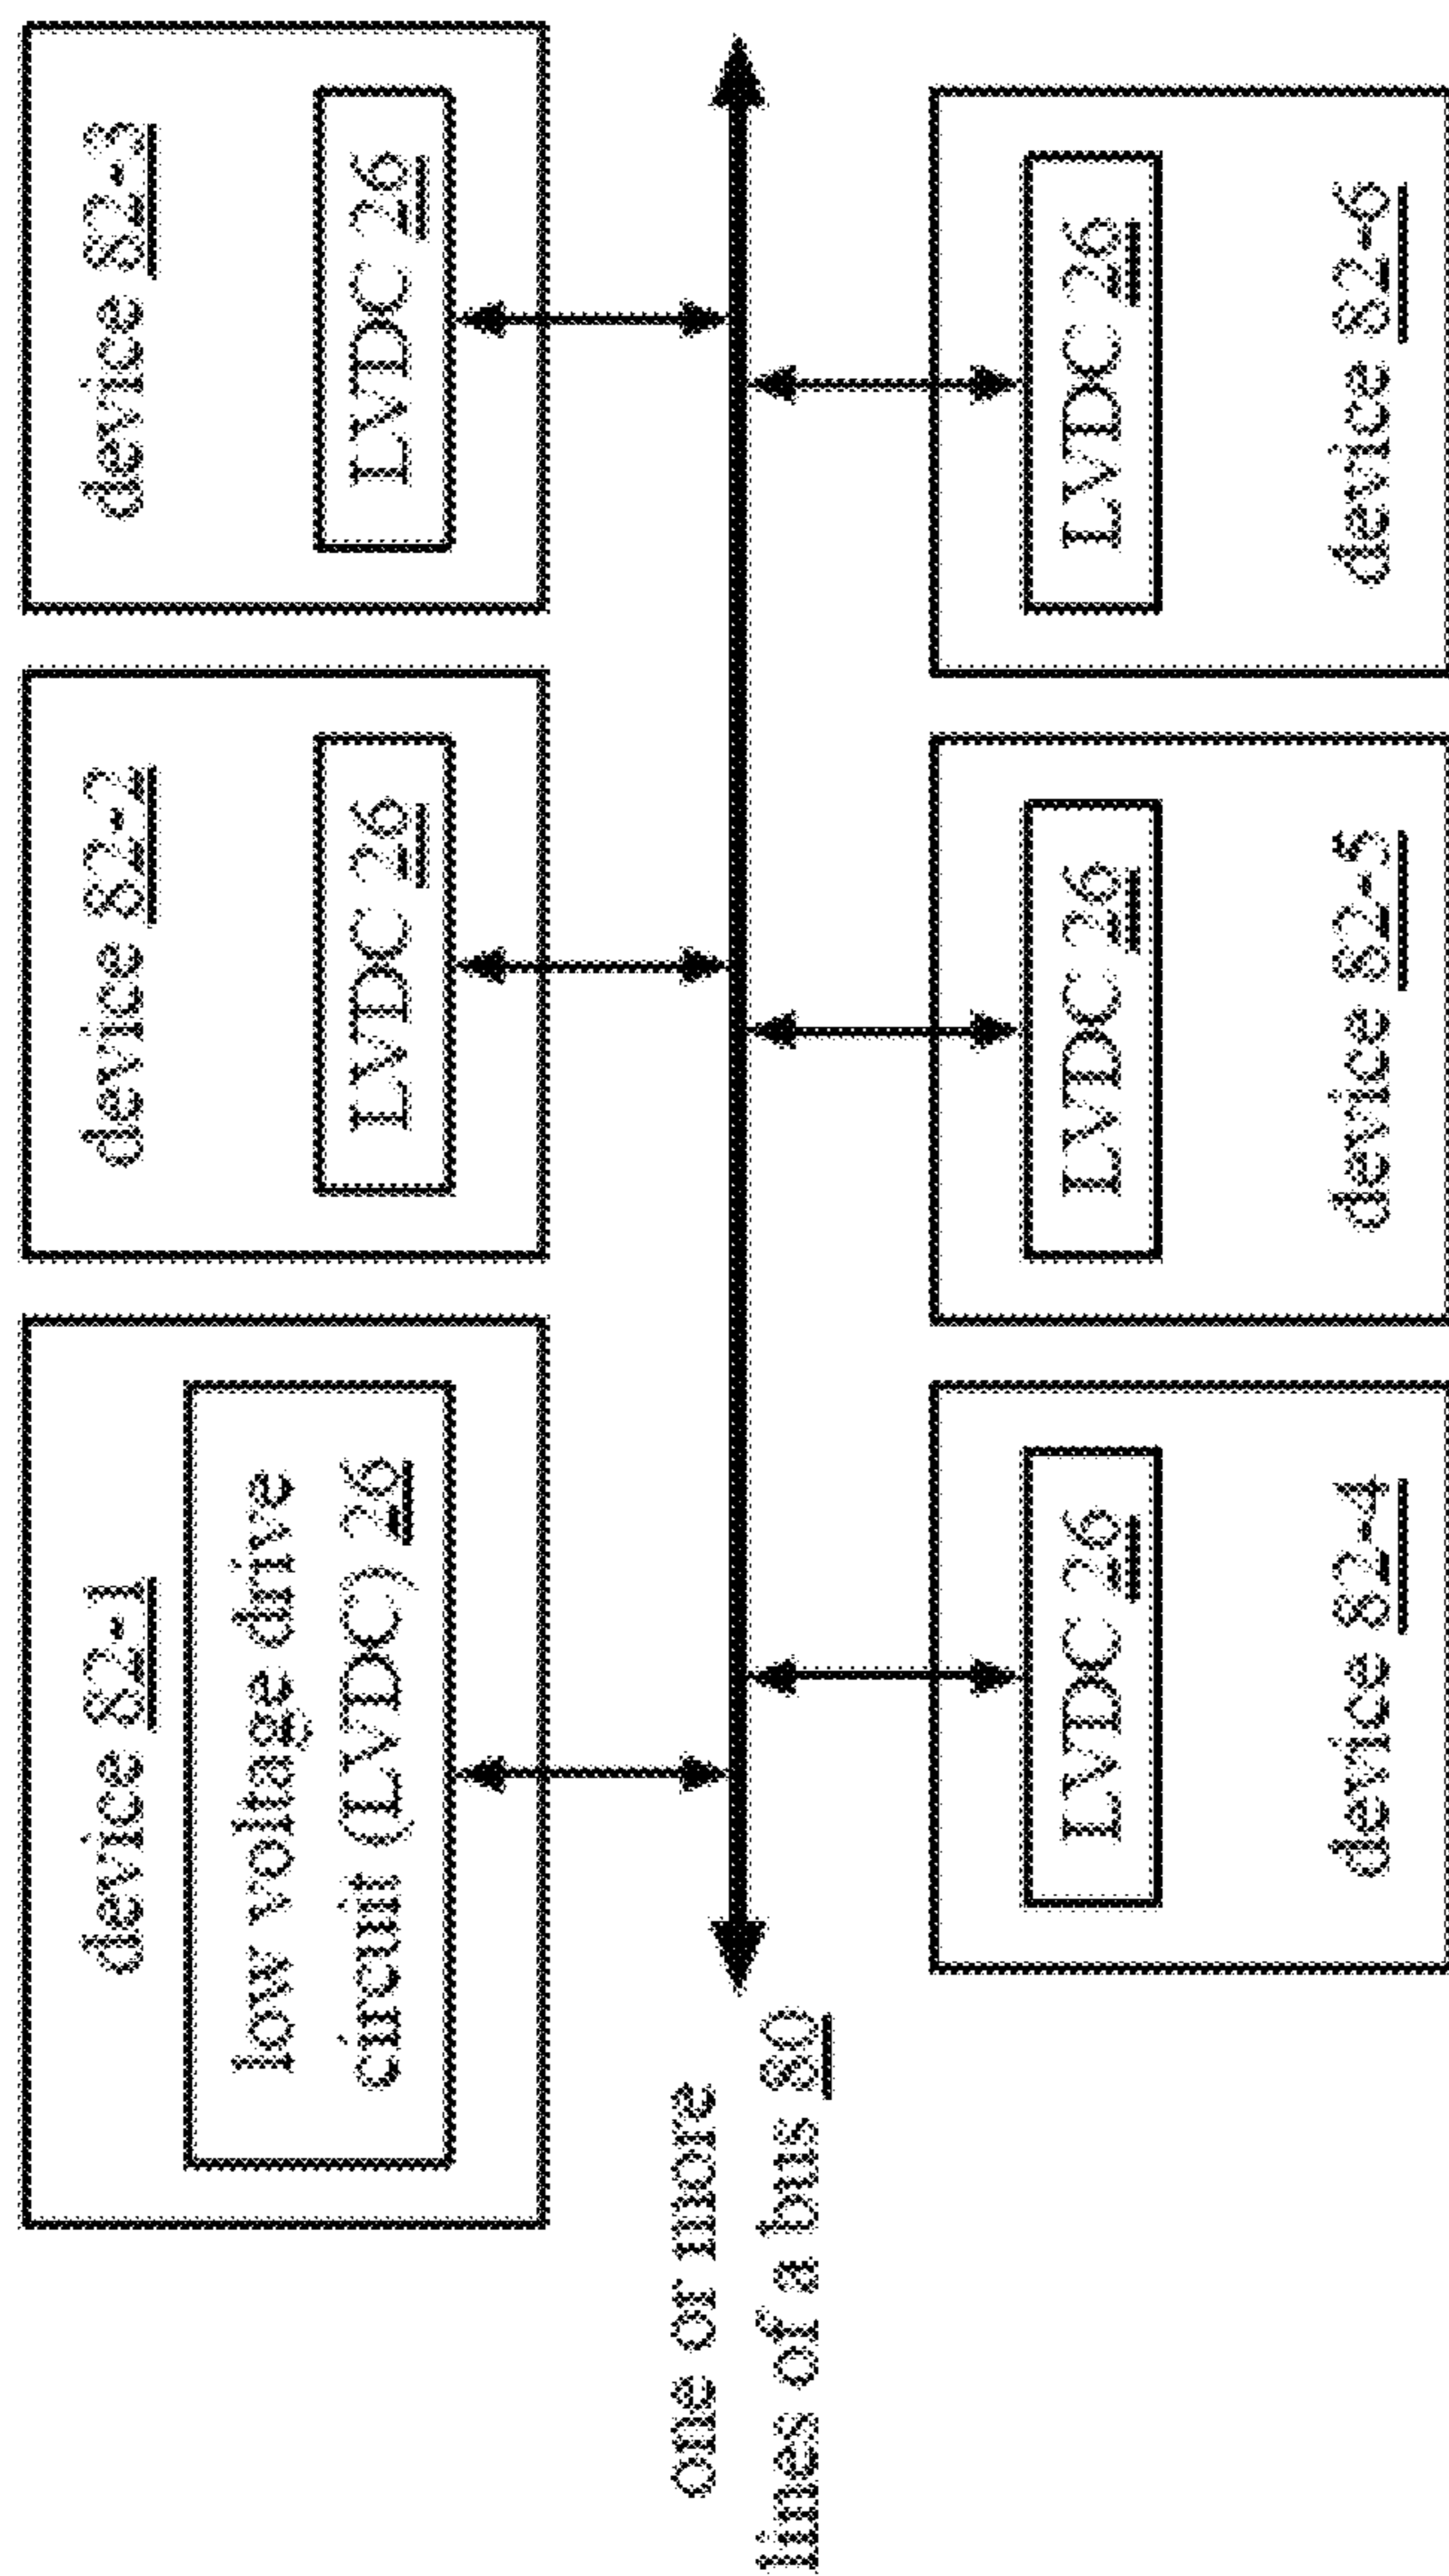 device 82-1
low voltage drive
circuit (LVDC) 26
device 82-2
LVDC 26
device 82-3
LVDC 26
one or more
lines of a bus 80
LVDC 26
device 82-4
LVDC 26
device 82-5
LVDC 26
device 82-6